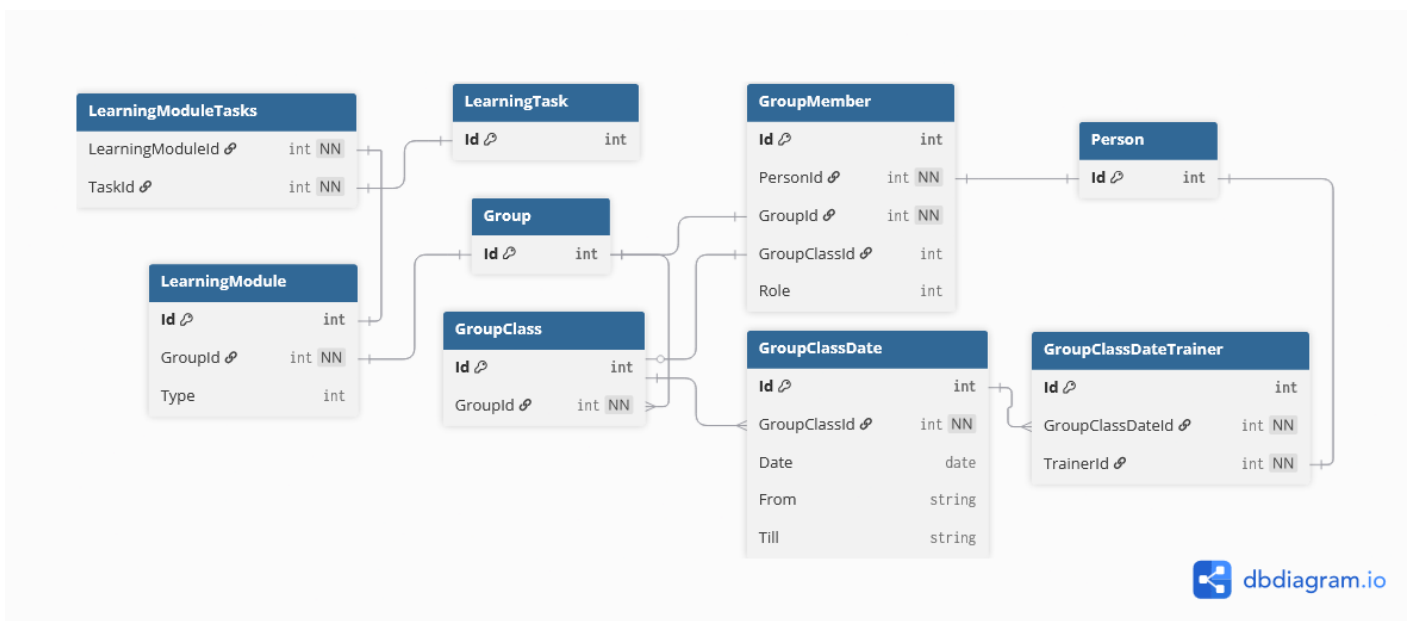 LearningModuleTasks
LearningModuleId int NN
TaskId int NN
LearningTask
Id int
GroupMember
Id int
PersonId int NN
GroupId int NN
GroupClassId int
Role int
Person
Id int
Group
Id int
LearningModule
Id int
GroupId int NN
Type int
GroupClass
Id int
GroupId int NN
GroupClassDate
Id int
GroupClassId int NN
Date date
From string
Till string
GroupClassDateTrainer
Id int
GroupClassDateId int NN
TrainerId int NN
dbdiagram.io